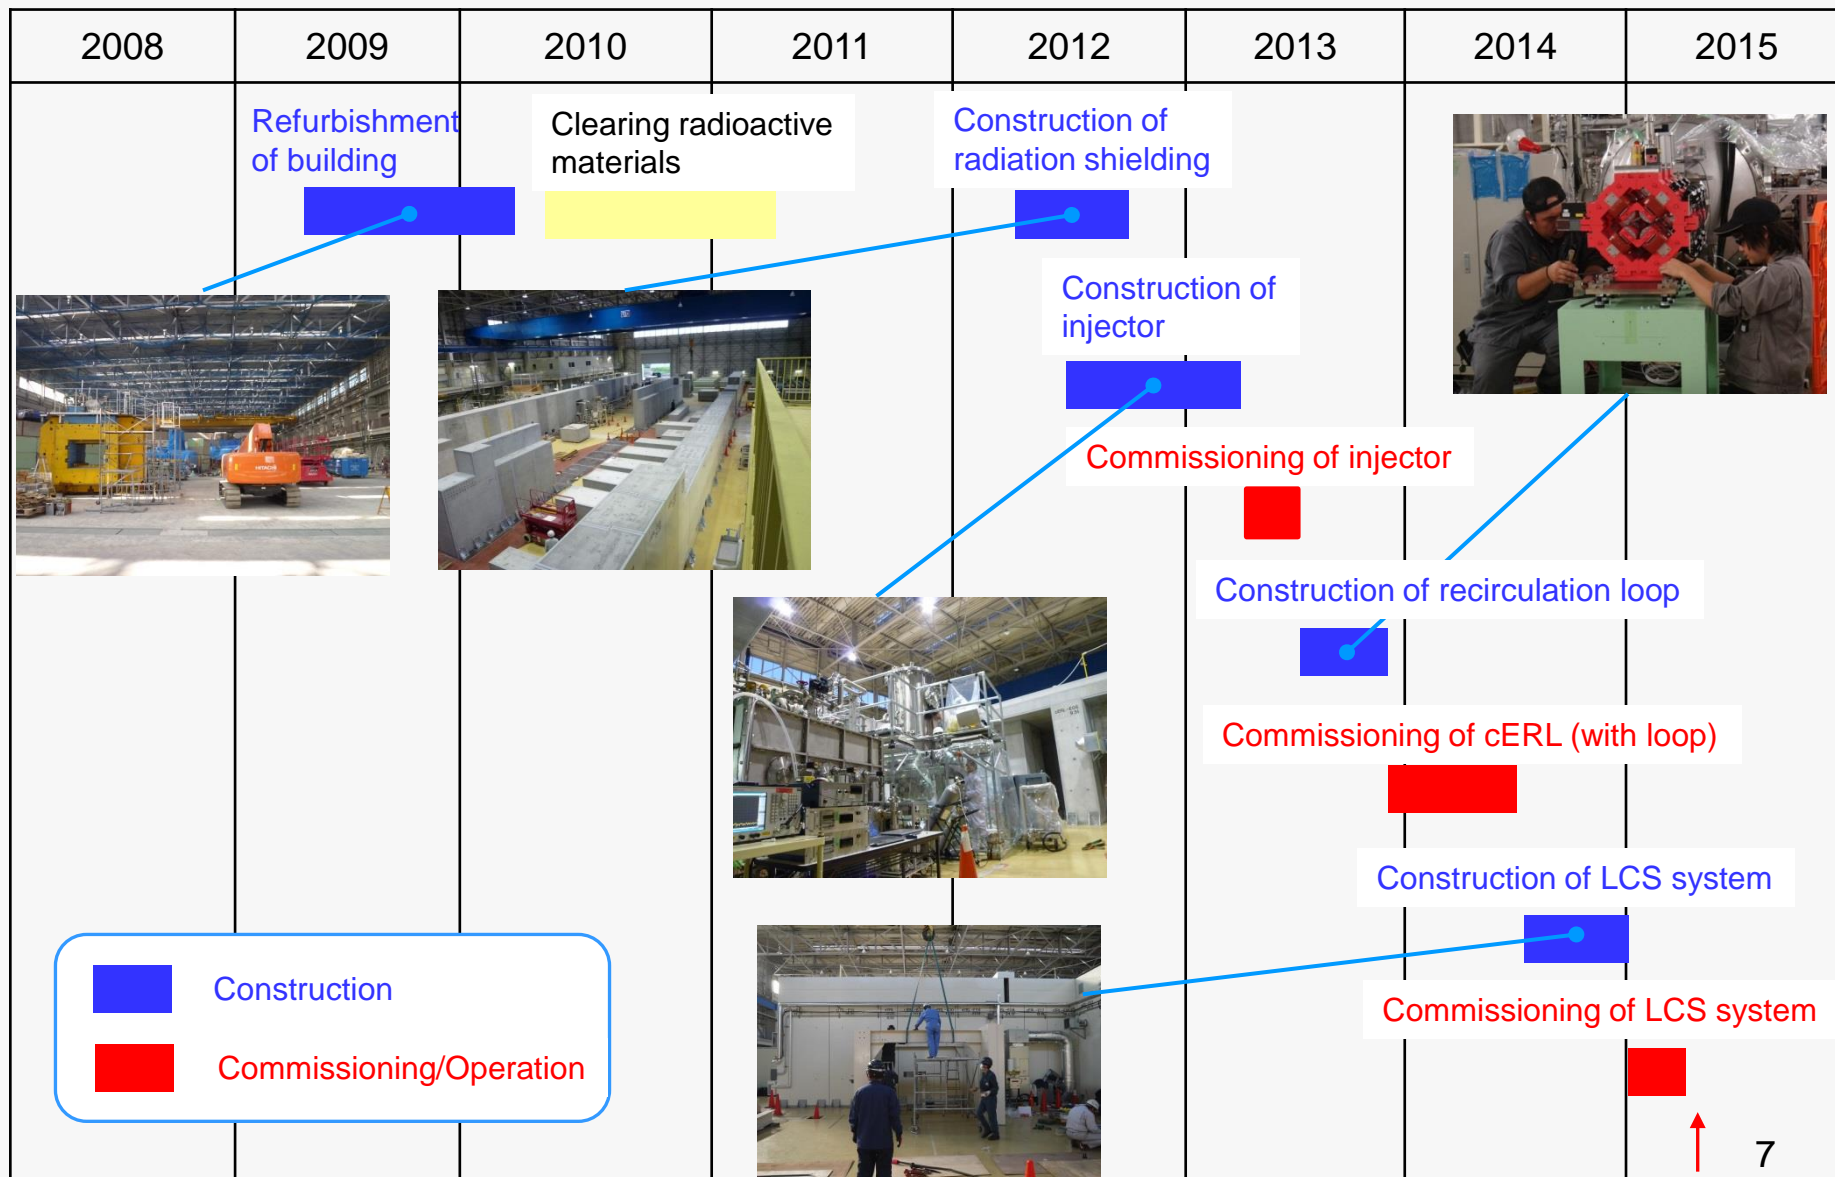 2008 2009 2010 2011 2012 2013 2014 2015
Refurbishment
of building
Clearing radioactive
materials
Construction of
radiation shielding
Construction of
injector
Commissioning of injector
Construction of recirculation loop
Commissioning of cERL (with loop)
Construction of LCS system
Commissioning of LCS system
Construction
Commissioning/Operation
7
HITACHI